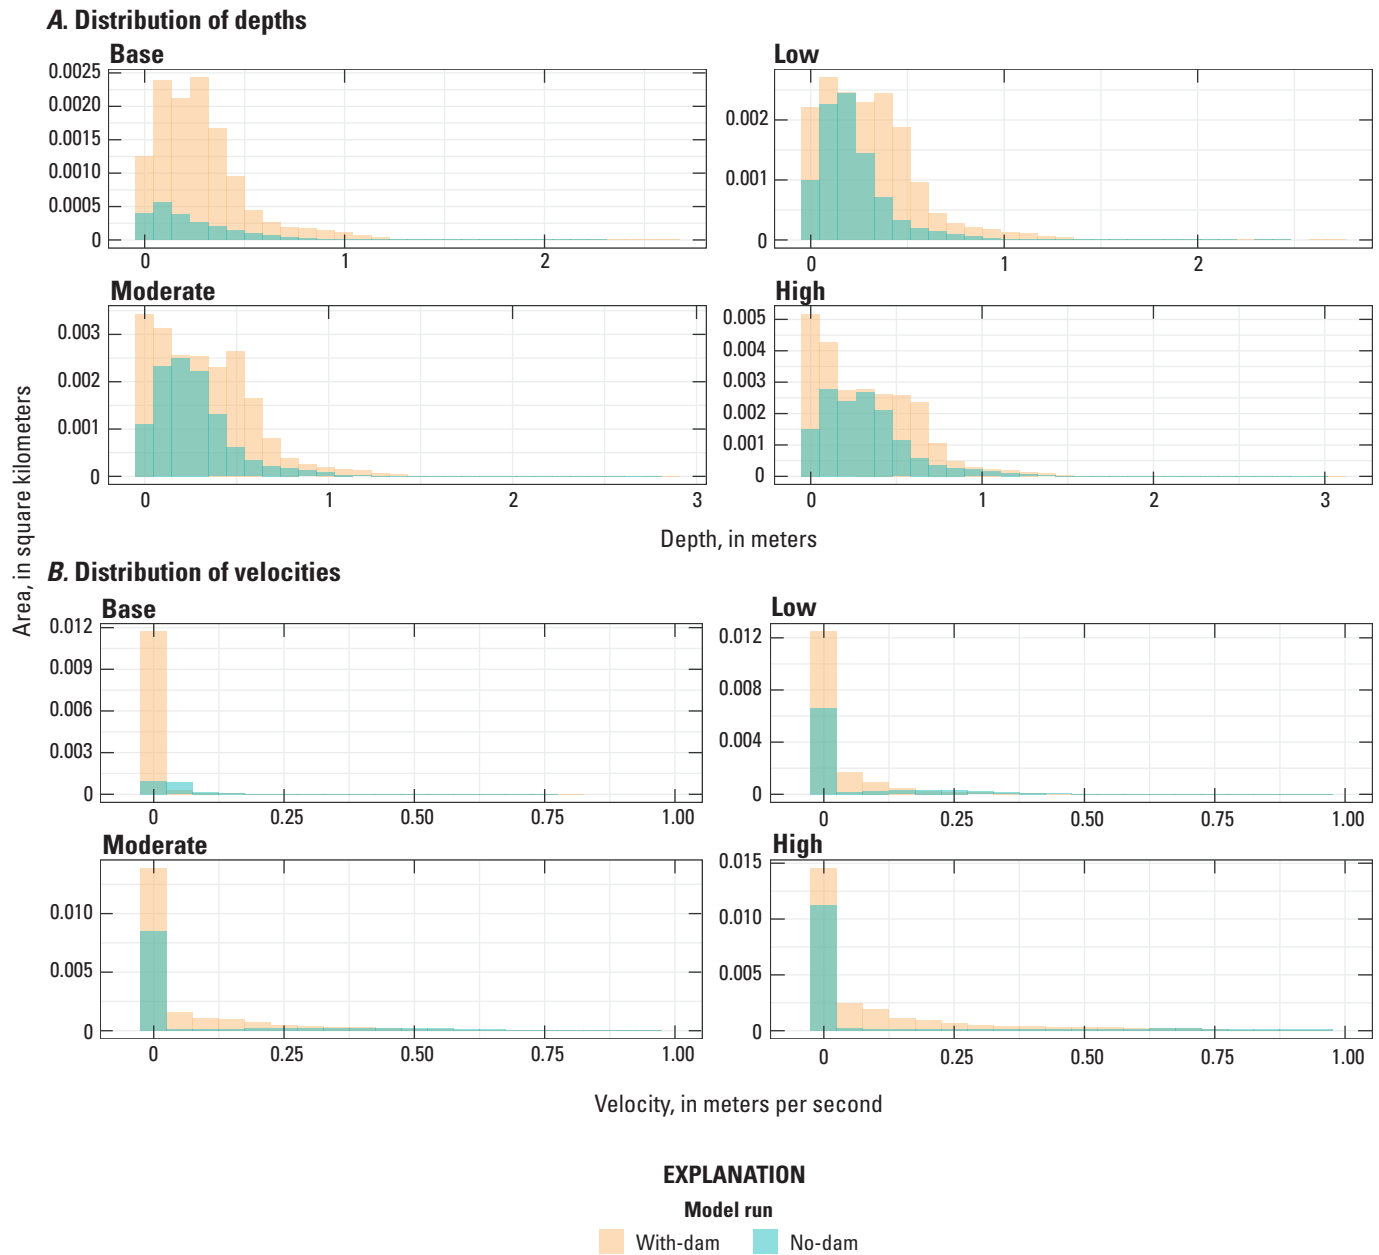 A. Distribution of depths
Base
Low
0.0025
0.0020
0.0015
0.0010
0.0005
0
0 1 2
0.002
0.001
0
0 1 2
Moderate
High
0.003
0.002
0.001
0
0 1 2 3
0.005
0.004
0.003
0.002
0.001
0
0 1 2 3
Depth, in meters
Area, in square kilometers
B. Distribution of velocities
Base
Low
0.012
0.009
0.006
0.003
0
0 0.25 0.50 0.75 1.00
0.012
0.008
0.004
0
0 0.25 0.50 0.75 1.00
Moderate
High
0.010
0.005
0
0 0.25 0.50 0.75 1.00
0.015
0.010
0.005
0
0 0.25 0.50 0.75 1.00
Velocity, in meters per second
EXPLANATION
Model run
With-dam No-dam